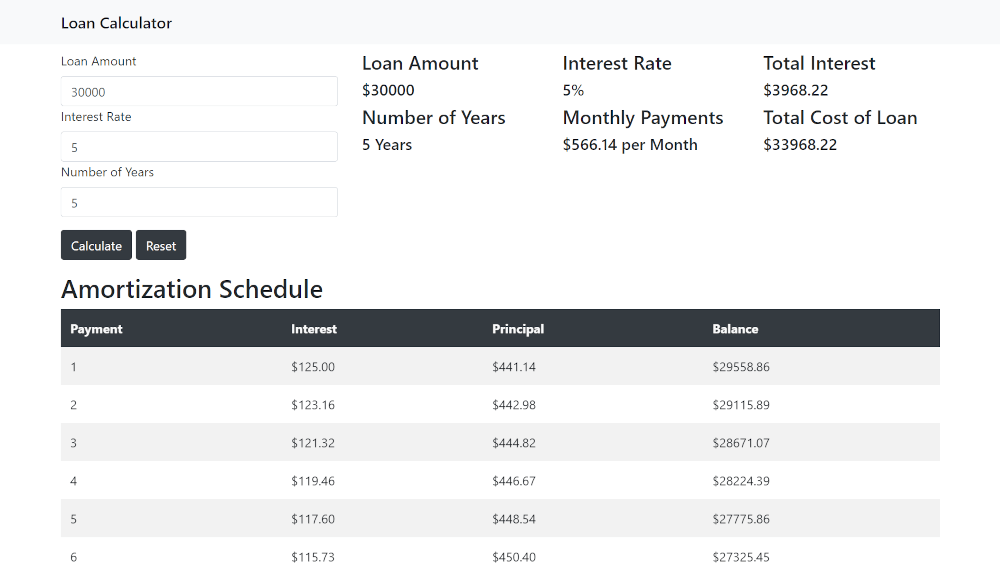 Loan Calculator
Loan Amount
30000
Interest Rate
5
Number of Years
5
Calculate Reset
Loan Amount Interest Rate Total Interest
$30000 5% $3968.22
Number of Years Monthly Payments Total Cost of Loan
5 Years $566.14 per Month $33968.22
Amortization Schedule
Payment Interest Principal Balance
1 $125.00 $441.14 $29558.86
2 $123.16 $442.98 $29115.89
3 $121.32 $444.82 $28671.07
4 $119.46 $446.67 $28224.39
5 $117.60 $448.54 $27775.86
6 $115.73 $450.40 $27325.45